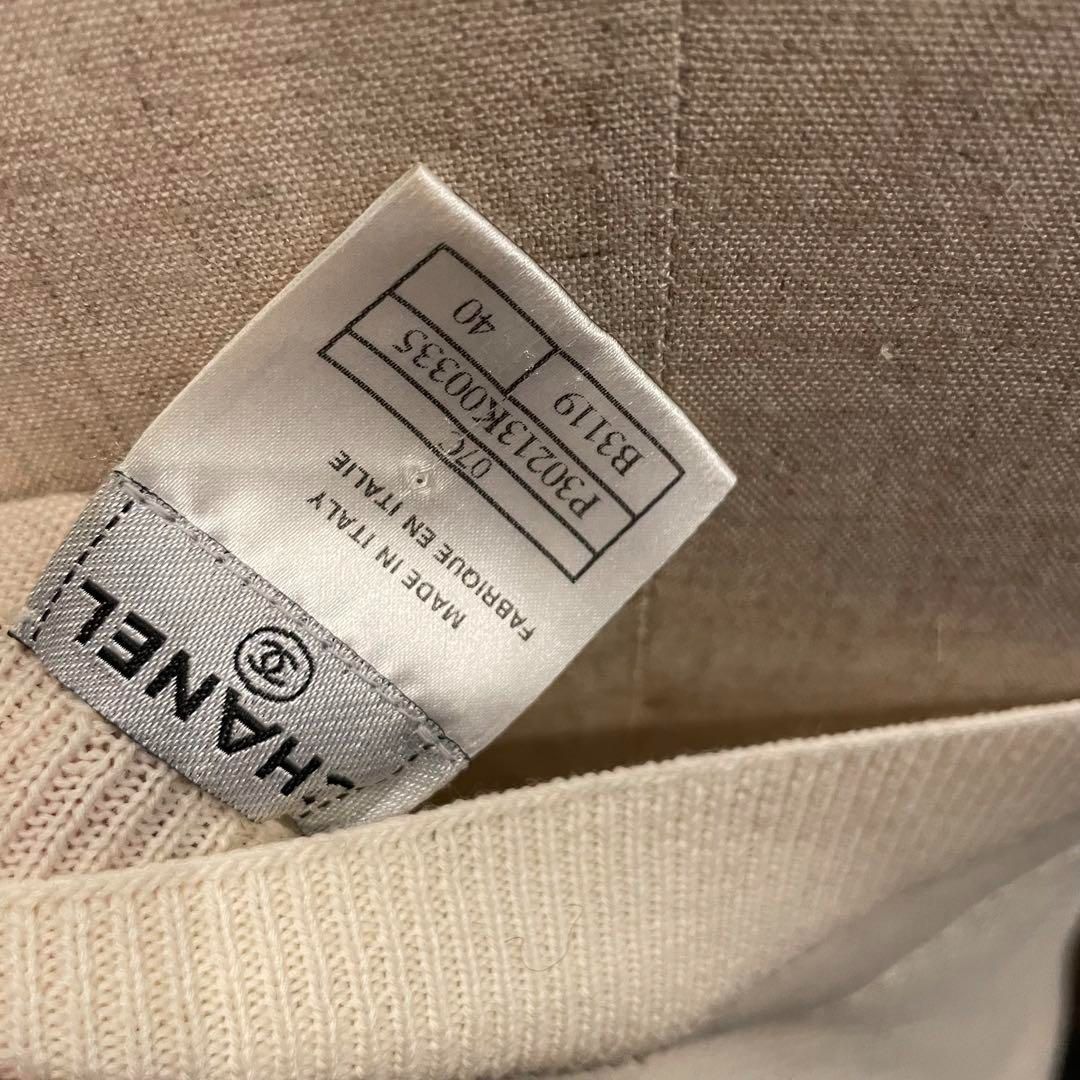 CHANEL
FABRIQUE EN ITALIE
MADE IN ITALY
07C
P30213K00335
B3119 40